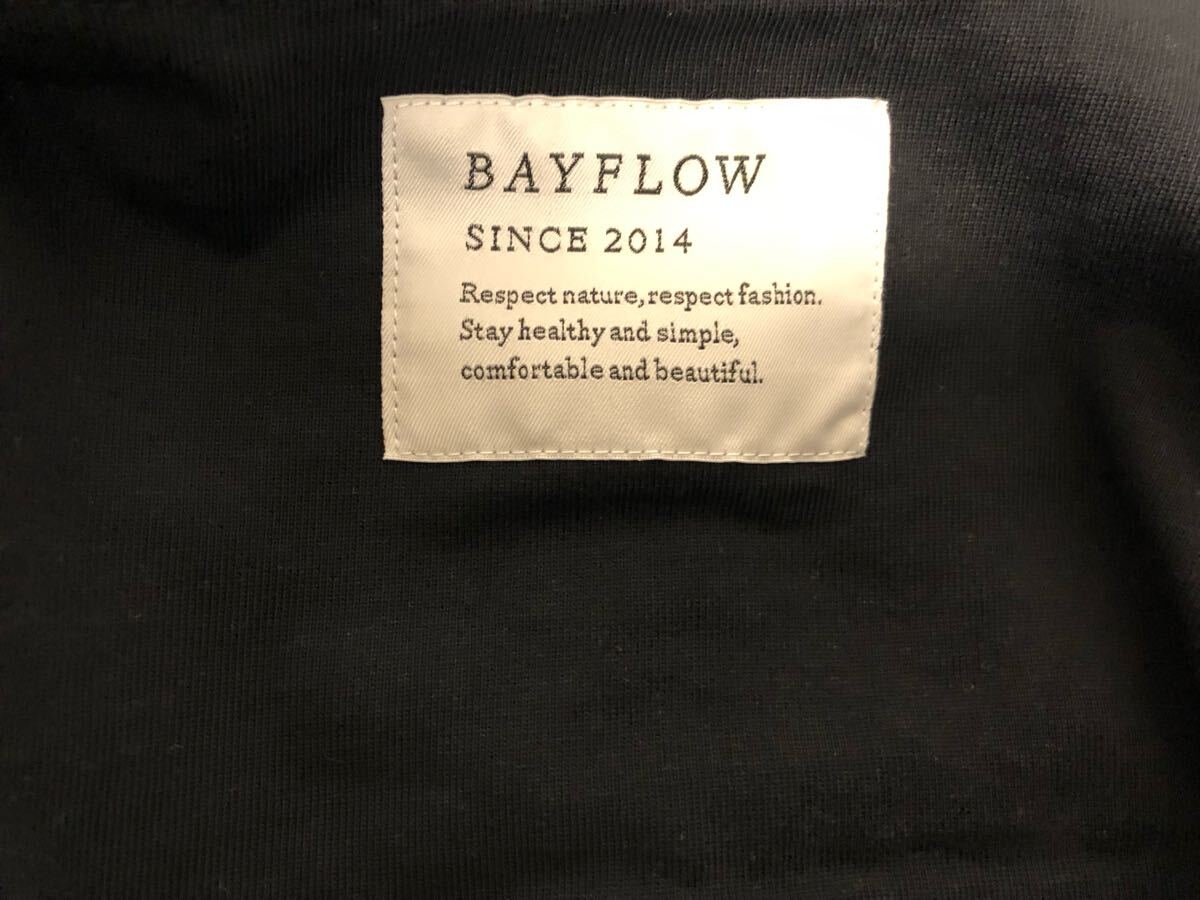 BAYFLOW
SINCE 2014
Respect nature, respect fashion.
Stay healthy and simple,
comfortable and beautiful.